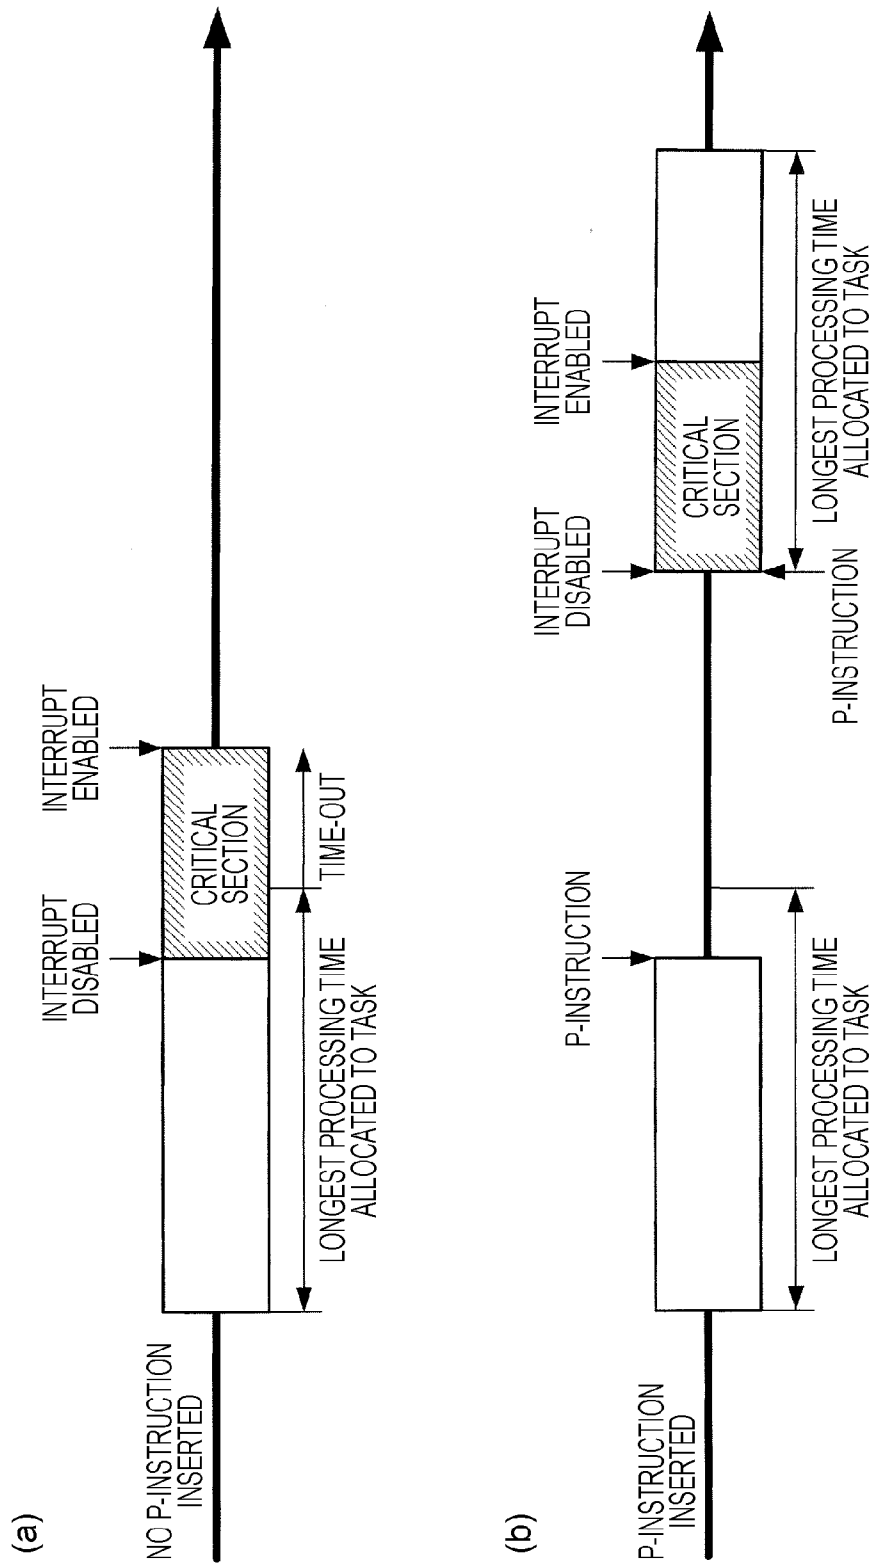 (a)
NO P-INSTRUCTION
INSERTED
INTERRUPT
DISABLED
INTERRUPT
ENABLED
CRITICAL
SECTION
LONGEST PROCESSING TIME
ALLOCATED TO TASK
TIME-OUT
(b)
P-INSTRUCTION
INSERTED
P-INSTRUCTION
INTERRUPT
DISABLED
INTERRUPT
ENABLED
CRITICAL
SECTION
LONGEST PROCESSING TIME
ALLOCATED TO TASK
P-INSTRUCTION
LONGEST PROCESSING TIME
ALLOCATED TO TASK